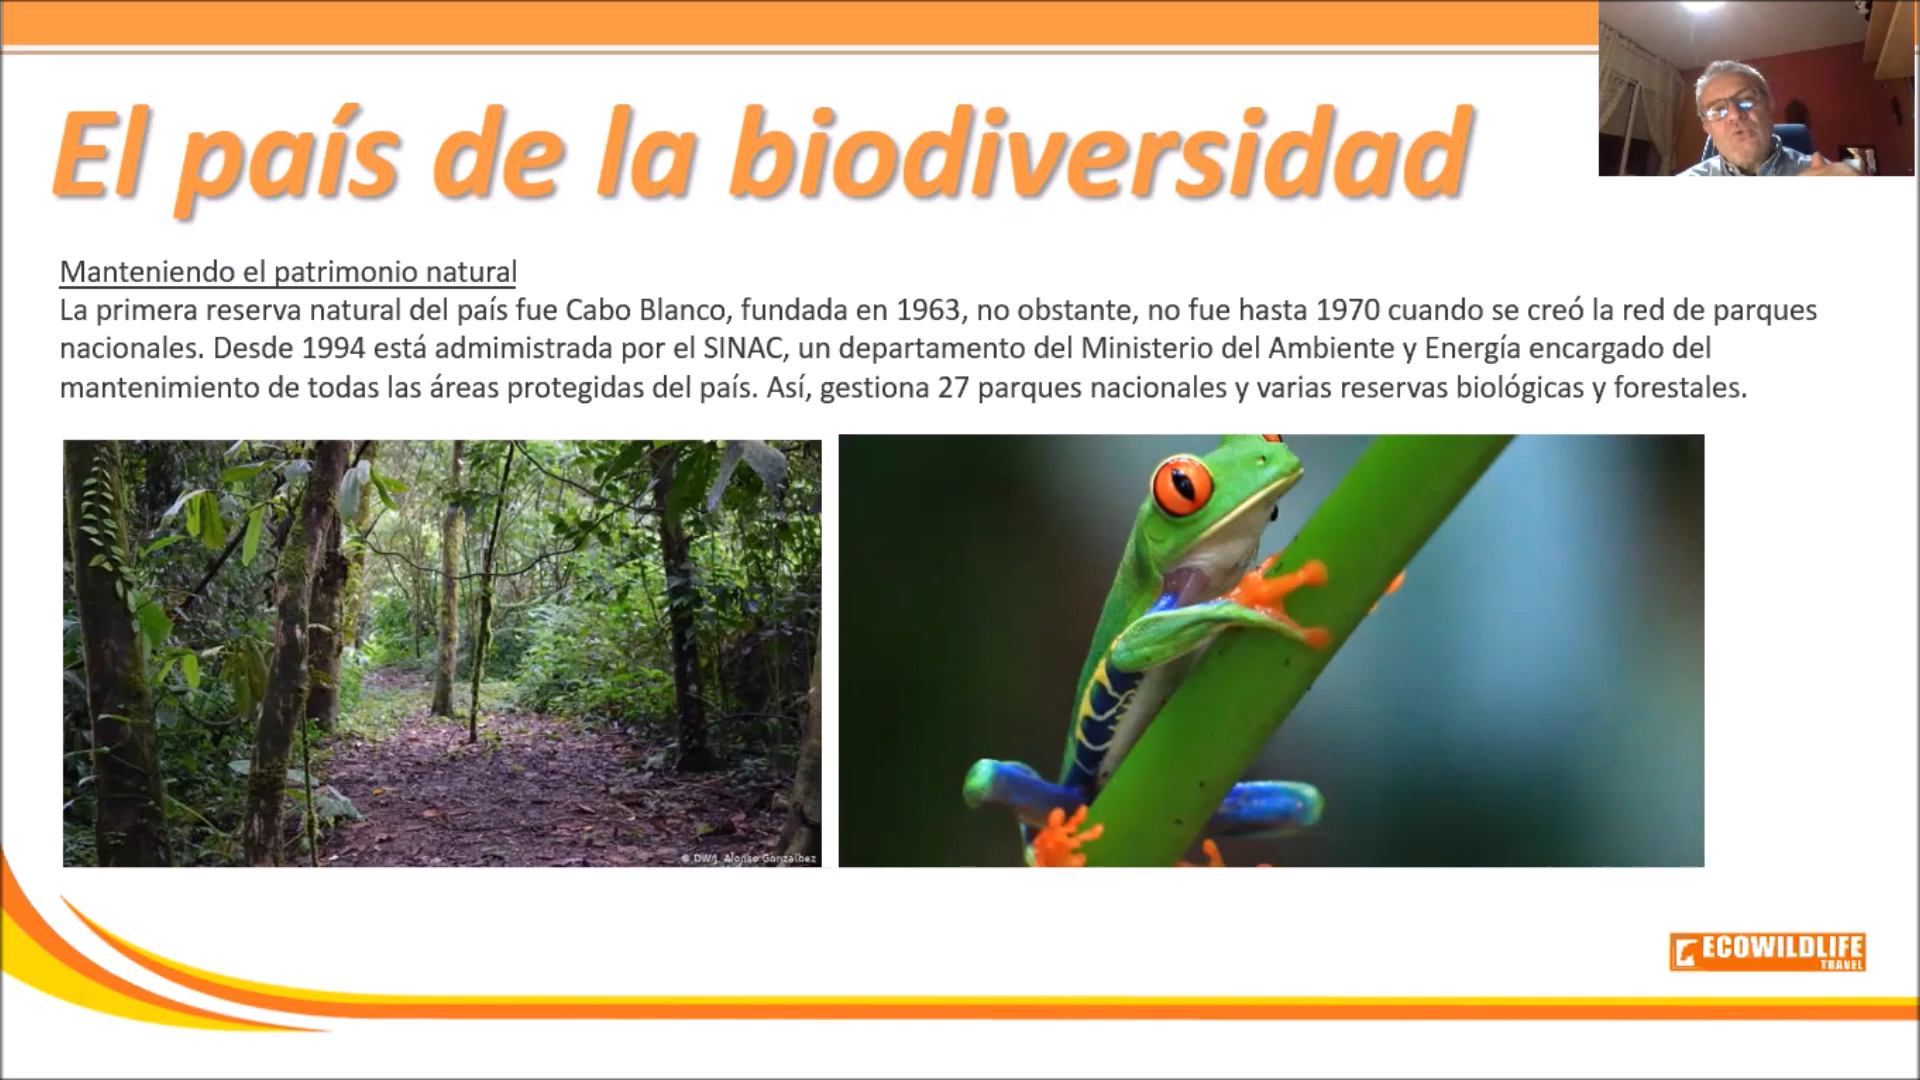 El país de la biodiversidad
Manteniendo el patrimonio natural
La primera reserva natural del país fue Cabo Blanco, fundada en 1963, no obstante, no fue hasta 1970 cuando se creó la red de parques
nacionales. Desde 1994 está admimistrada por el SINAC, un departamento del Ministerio del Ambiente y Energía encargado del
mantenimiento de todas las áreas protegidas del país. Así, gestiona 27 parques nacionales y varias reservas biológicas y forestales.
© DW/J. Alonso Gonzalbez
ECOWILDLIFE
TRAVEL